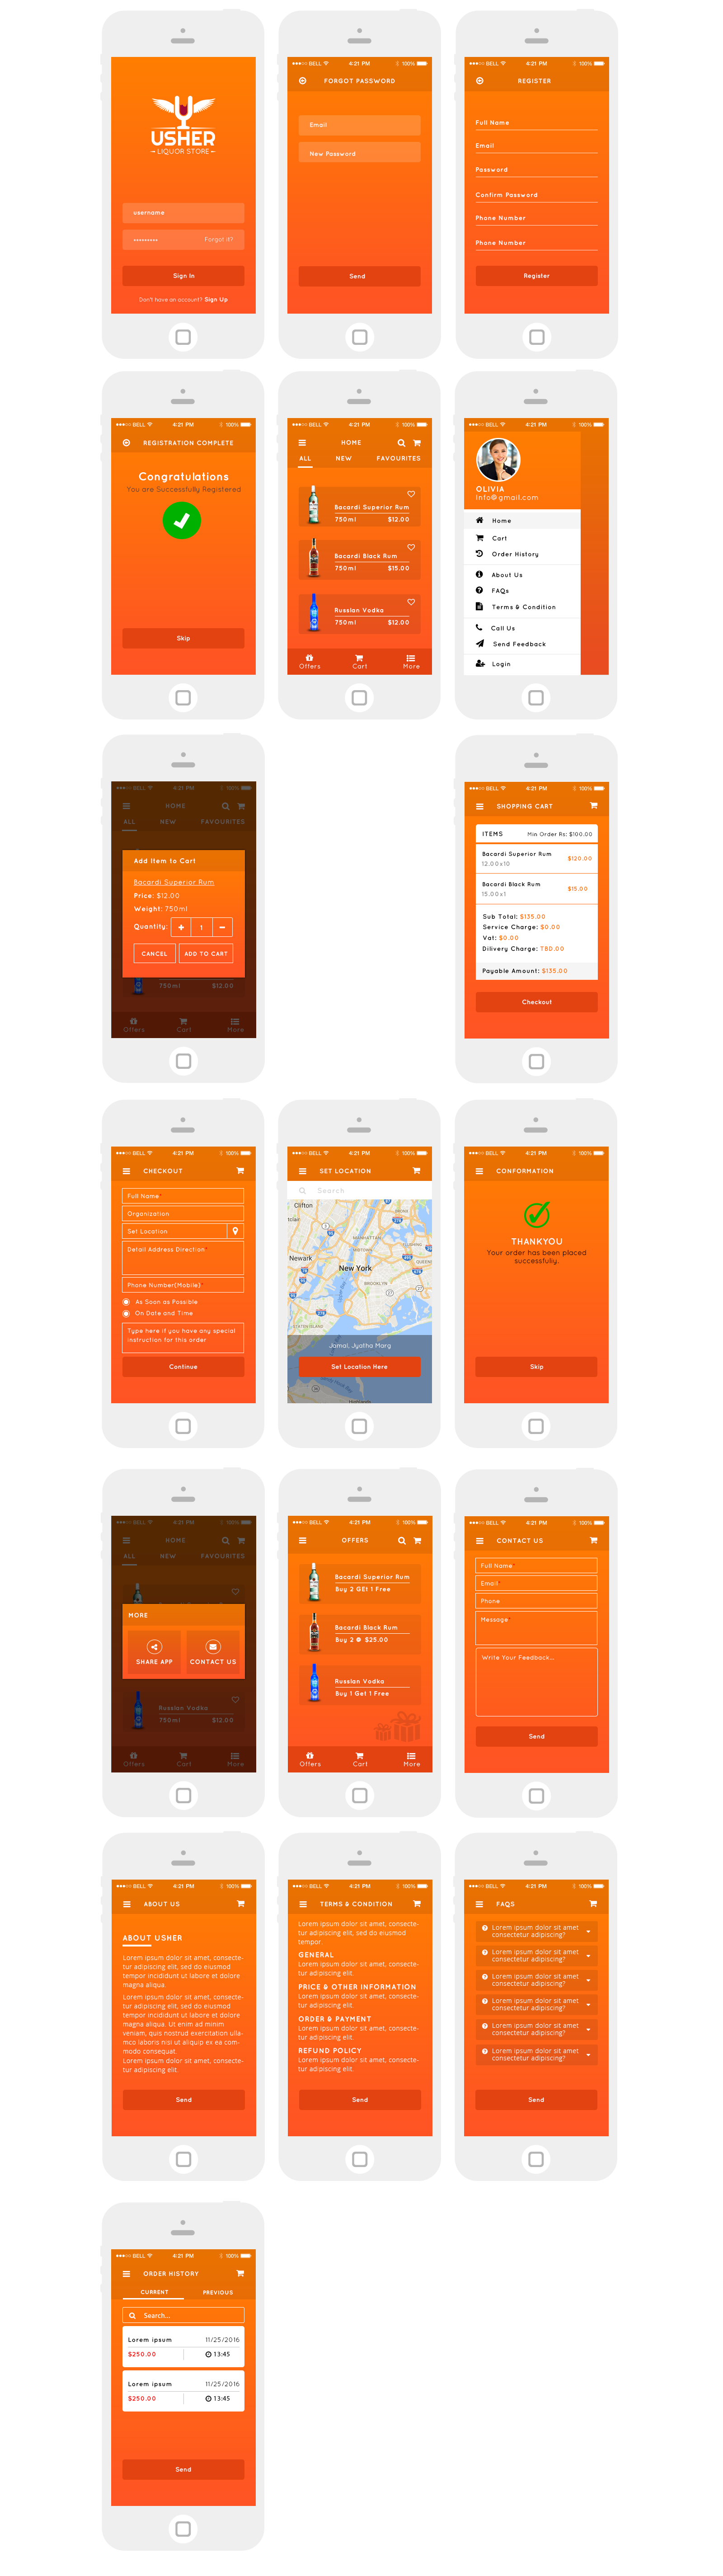 USHER
LIQUOR STORE
username
Forgot it?
Sign In
Don't have an account? Sign Up
BELL 4:21 PM 100%
FORGOT PASSWORD
Email
New Password
Send
BELL 4:21 PM 100%
REGISTER
Full Name
Email
Password
Confirm Password
Phone Number
Phone Number
Register
BELL 4:21 PM 100%
REGISTRATION COMPLETE
Congratulations
You are Successfully Registered
Skip
BELL 4:21 PM 100%
HOME
ALL NEW FAVOURITES
Bacardi Superior Rum
750ml $12.00
Bacardi Black Rum
750ml $15.00
Russian Vodka
750ml $12.00
Offers Cart More
BELL 4:21 PM 100%
OLIVIA
Info@gmail.com
Home
Cart
Order History
About Us
FAQs
Terms & Condition
Call Us
Send Feedback
Login
BELL 4:21 PM 100%
HOME
ALL NEW FAVOURITES
Add Item to Cart
Bacardi Superior Rum
Price: $12.00
Weight: 750ml
Quantity: + 1 −
CANCEL ADD TO CART
750ml $12.00
Offers Cart More
BELL 4:21 PM 100%
SHOPPING CART
ITEMS Min Order Rs: $100.00
Bacardi Superior Rum
12.00x10 $120.00
Bacardi Black Rum
15.00x1 $15.00
Sub Total: $135.00
Service Charge: $0.00
Vat: $0.00
Dilivery Charge: TBD.00
Payable Amount: $135.00
Checkout
BELL 4:21 PM 100%
CHECKOUT
Full Name*
Organization
Set Location
Detail Address Direction*
Phone Number(Mobile)*
As Soon as Possible
On Date and Time
Type here if you have any special
instruction for this order
Continue
BELL 4:21 PM 100%
SET LOCATION
Search
Clifton
MANHATTAN
Newark
New York
QUEENS
BROOKLYN
STATEN ISLAND
Jamal, Jyatha Marg
Set Location Here
BELL 4:21 PM 100%
CONFORMATION
THANKYOU
Your order has been placed
successfully.
Skip
BELL 4:21 PM 100%
HOME
ALL NEW FAVOURITES
MORE
SHARE APP CONTACT US
Russian Vodka
750ml $12.00
Offers Cart More
BELL 4:21 PM 100%
OFFERS
Bacardi Superior Rum
Buy 2 GEt 1 Free
Bacardi Black Rum
Buy 2 @ $25.00
Russian Vodka
Buy 1 Get 1 Free
Offers Cart More
BELL 4:21 PM 100%
CONTACT US
Full Name*
Email*
Phone
Message*
Write Your Feedback...
Send
BELL 4:21 PM 100%
ABOUT US
ABOUT USHER
Lorem ipsum dolor sit amet, consecte-
tur adipiscing elit, sed do eiusmod
tempor incididunt ut labore et dolore
magna aliqua.
Lorem ipsum dolor sit amet, consecte-
tur adipiscing elit, sed do eiusmod
tempor incididunt ut labore et dolore
magna aliqua. Ut enim ad minim
veniam, quis nostrud exercitation ulla-
mco laboris nisi ut aliquip ex ea com-
modo consequat.
Lorem ipsum dolor sit amet, consecte-
tur adipiscing elit.
Send
BELL 4:21 PM 100%
TERMS & CONDITION
Lorem ipsum dolor sit amet, consecte-
tur adipiscing elit, sed do eiusmod
tempor
GENERAL
Lorem ipsum dolor sit amet, consecte-
tur adipiscing elit.
PRICE & OTHER INFORMATION
Lorem ipsum dolor sit amet, consecte-
tur adipiscing elit.
ORDER & PAYMENT
Lorem ipsum dolor sit amet, consecte-
tur adipiscing elit.
REFUND POLICY
Lorem ipsum dolor sit amet, consecte-
tur adipiscing elit.
Send
BELL 4:21 PM 100%
FAQS
Lorem ipsum dolor sit amet
consectetur adipiscing?
Lorem ipsum dolor sit amet
consectetur adipiscing?
Lorem ipsum dolor sit amet
consectetur adipiscing?
Lorem ipsum dolor sit amet
consectetur adipiscing?
Lorem ipsum dolor sit amet
consectetur adipiscing?
Lorem ipsum dolor sit amet
consectetur adipiscing?
Send
BELL 4:21 PM 100%
ORDER HISTORY
CURRENT PREVIOUS
Search...
Lorem ipsum 11/25/2016
$250.00 13:45
Lorem ipsum 11/25/2016
$250.00 13:45
Send